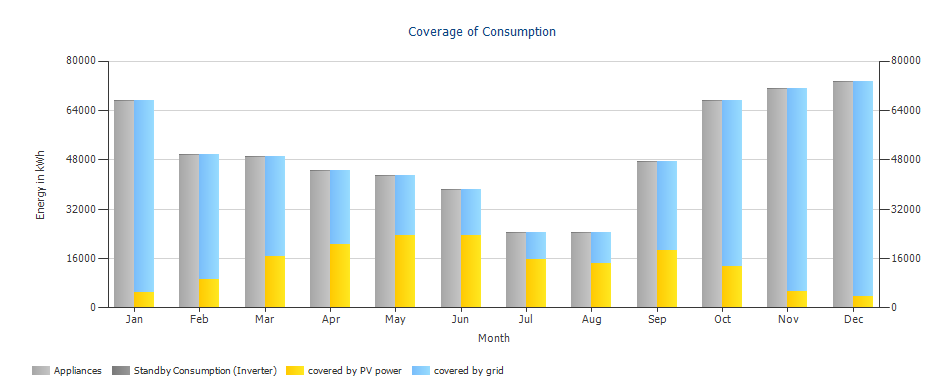 Coverage of Consumption
80000 80000
64000 64000
48000 48000
32000 32000
16000 16000
0 0
Energy in kWh
Jan Feb Mar Apr May Jun Jul Aug Sep Oct Nov Dec
Month
Appliances Standby Consumption (Inverter) covered by PV power covered by grid